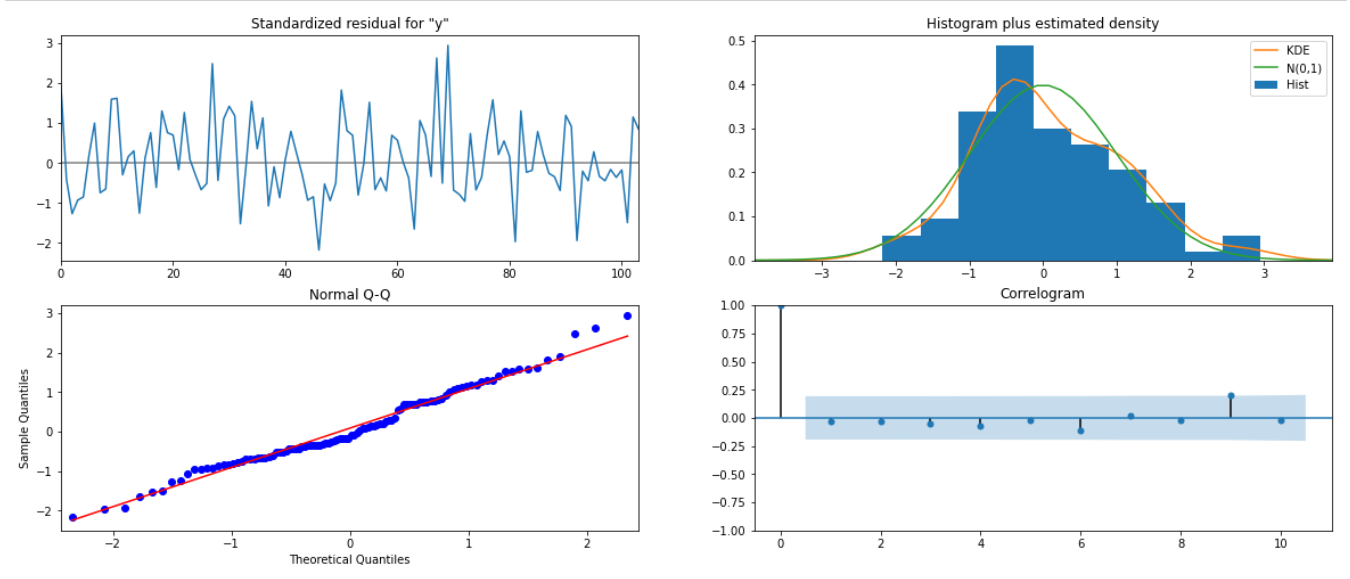 Standardized residual for "y"
3
2
1
0
−1
−2
0 20 40 60 80 100
Histogram plus estimated density
0.5
0.4
0.3
0.2
0.1
0.0
−3 −2 −1 0 1 2 3
KDE
N(0,1)
Hist
Normal Q-Q
Sample Quantiles
3
2
1
0
−1
−2
−2 −1 0 1 2
Theoretical Quantiles
Correlogram
1.00
0.75
0.50
0.25
0.00
−0.25
−0.50
−0.75
−1.00
0 2 4 6 8 10